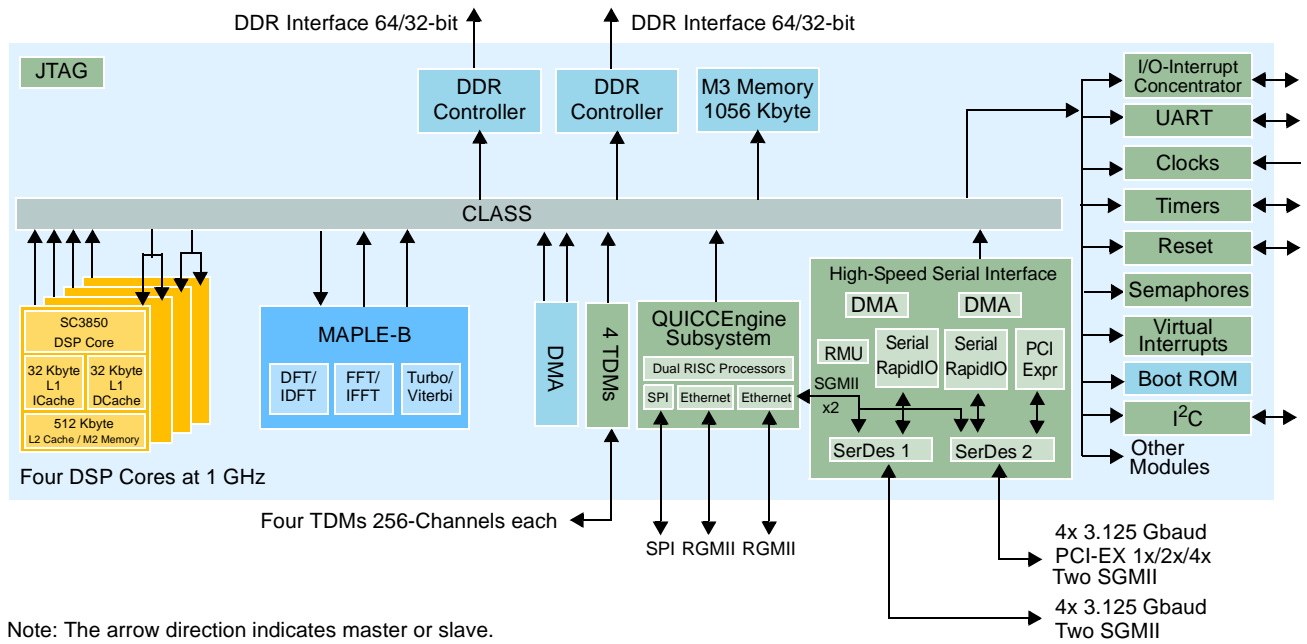 DDR Interface 64/32-bit
DDR Interface 64/32-bit
JTAG
DDR
Controller
DDR
Controller
M3 Memory
1056 Kbyte
I/O-Interrupt
Concentrator
UART
Clocks
Timers
Reset
Semaphores
Virtual
Interrupts
Boot ROM
I²C
Other
Modules
CLASS
SC3850
DSP Core
32 Kbyte
L1
ICache
32 Kbyte
L1
DCache
512 Kbyte
L2 Cache / M2 Memory
Four DSP Cores at 1 GHz
MAPLE-B
DFT/
IDFT
FFT/
IFFT
Turbo/
Viterbi
DMA
4 TDMs
QUICCEngine
Subsystem
Dual RISC Processors
SPI
Ethernet
Ethernet
High-Speed Serial Interface
DMA
DMA
RMU
Serial
RapidIO
Serial
RapidIO
PCI
Expr
SGMII
x2
SerDes 1
SerDes 2
Four TDMs 256-Channels each
SPI
RGMII
RGMII
4x 3.125 Gbaud
PCI-EX 1x/2x/4x
Two SGMII
4x 3.125 Gbaud
Two SGMII
Note: The arrow direction indicates master or slave.